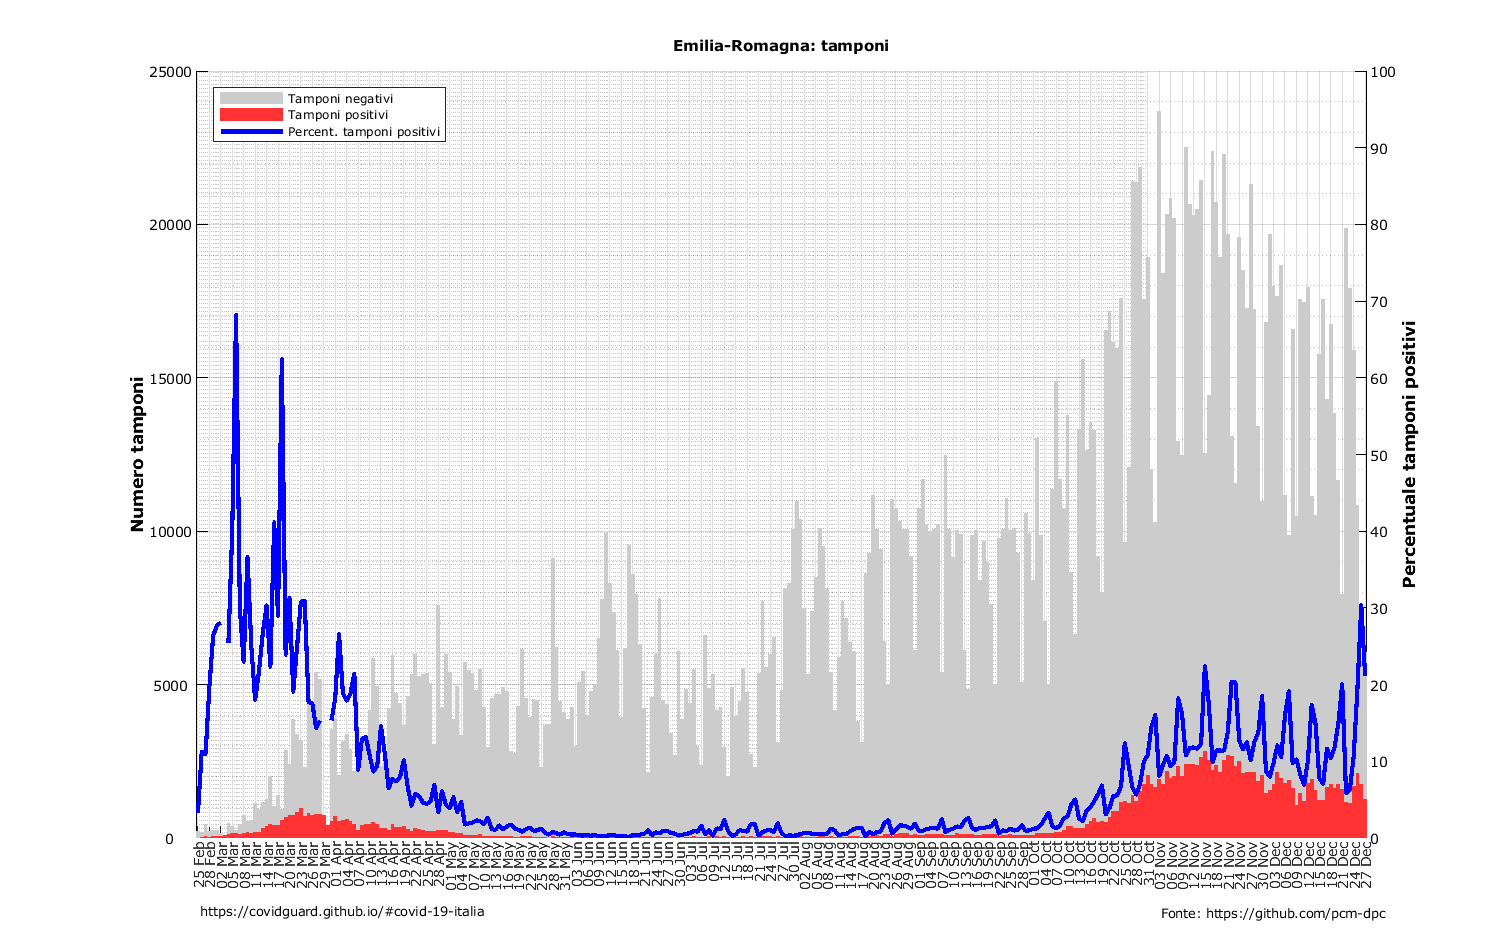 Emilia-Romagna: tamponi
25000
20000
15000
10000
5000
0
100
90
80
70
60
50
40
30
20
10
0
Tamponi negativi
Tamponi positivi
Percent. tamponi positivi
Numero tamponi
Percentuale tamponi positivi
25 Feb
28 Feb
02 Mar
05 Mar
08 Mar
11 Mar
14 Mar
17 Mar
20 Mar
23 Mar
26 Mar
29 Mar
01 Apr
04 Apr
07 Apr
10 Apr
13 Apr
16 Apr
19 Apr
22 Apr
25 Apr
28 Apr
01 May
04 May
07 May
10 May
13 May
16 May
19 May
22 May
25 May
28 May
31 May
03 Jun
06 Jun
09 Jun
12 Jun
15 Jun
18 Jun
21 Jun
24 Jun
27 Jun
30 Jun
03 Jul
06 Jul
09 Jul
12 Jul
15 Jul
18 Jul
21 Jul
24 Jul
27 Jul
30 Jul
02 Aug
05 Aug
08 Aug
11 Aug
14 Aug
17 Aug
20 Aug
23 Aug
26 Aug
29 Aug
01 Sep
04 Sep
07 Sep
10 Sep
13 Sep
16 Sep
19 Sep
22 Sep
25 Sep
28 Sep
01 Oct
04 Oct
07 Oct
10 Oct
13 Oct
16 Oct
19 Oct
22 Oct
25 Oct
28 Oct
31 Oct
03 Nov
06 Nov
09 Nov
12 Nov
15 Nov
18 Nov
21 Nov
24 Nov
27 Nov
30 Nov
03 Dec
06 Dec
09 Dec
12 Dec
15 Dec
18 Dec
21 Dec
24 Dec
27 Dec
https://covidguard.github.io/#covid-19-italia
Fonte: https://github.com/pcm-dpc